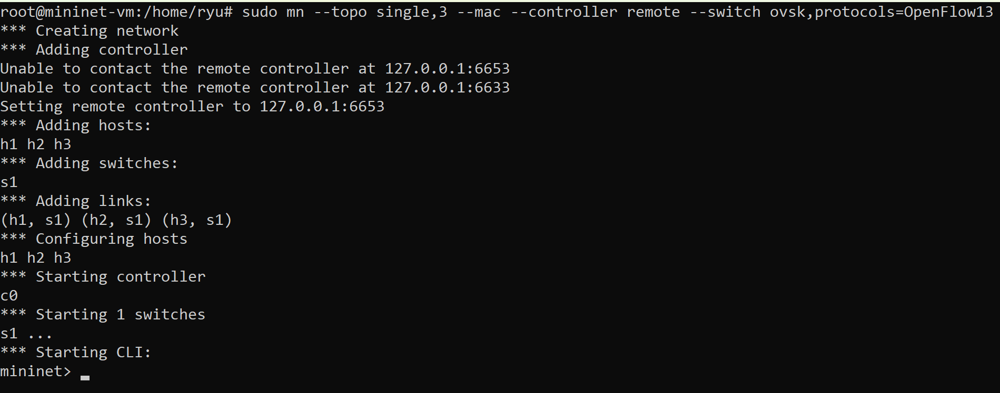 root@mininet-vm:/home/ryu# sudo mn --topo single,3 --mac --controller remote --switch ovsk,protocols=OpenFlow13
*** Creating network
*** Adding controller
Unable to contact the remote controller at 127.0.0.1:6653
Unable to contact the remote controller at 127.0.0.1:6633
Setting remote controller to 127.0.0.1:6653
*** Adding hosts:
h1 h2 h3
*** Adding switches:
s1
*** Adding links:
(h1, s1) (h2, s1) (h3, s1)
*** Configuring hosts
h1 h2 h3
*** Starting controller
c0
*** Starting 1 switches
s1 ...
*** Starting CLI:
mininet>